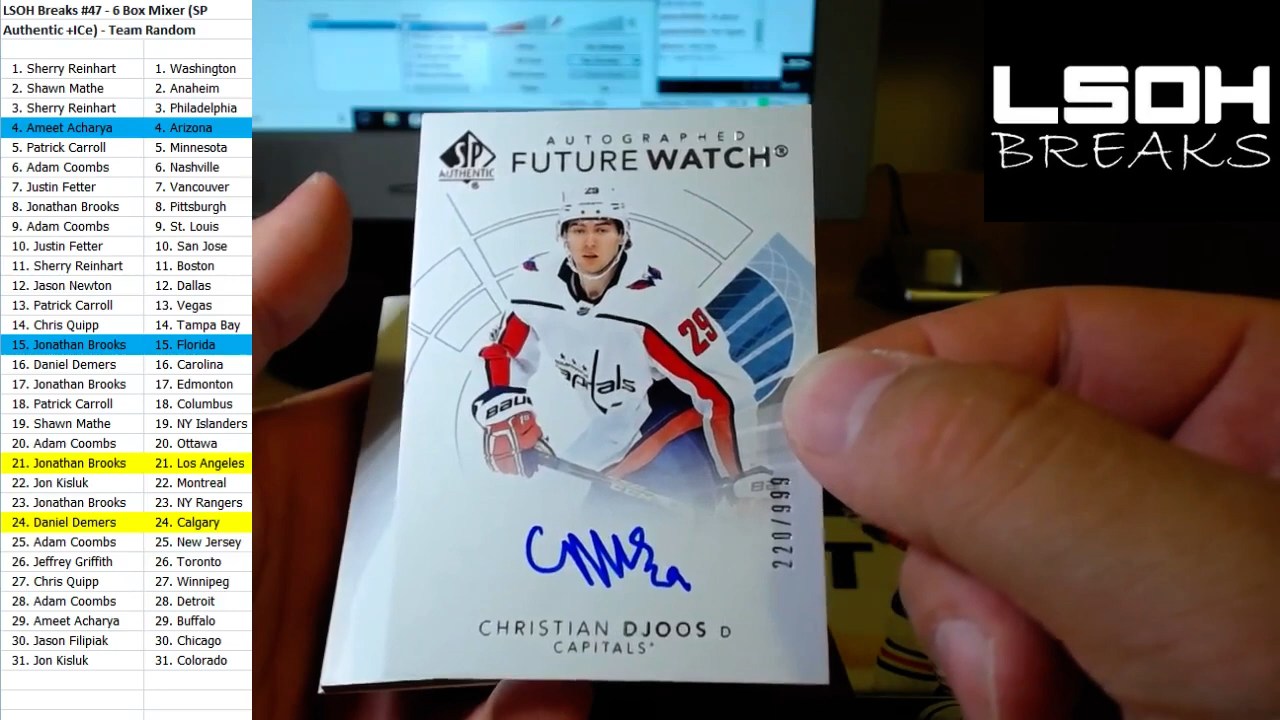 LSOH Breaks #47 - 6 Box Mixer (SP
Authentic +ICe) - Team Random
1. Sherry Reinhart 1. Washington
2. Shawn Mathe 2. Anaheim
3. Sherry Reinhart 3. Philadelphia
4. Ameet Acharya 4. Arizona
5. Patrick Carroll 5. Minnesota
6. Adam Coombs 6. Nashville
7. Justin Fetter 7. Vancouver
8. Jonathan Brooks 8. Pittsburgh
9. Adam Coombs 9. St. Louis
10. Justin Fetter 10. San Jose
11. Sherry Reinhart 11. Boston
12. Jason Newton 12. Dallas
13. Patrick Carroll 13. Vegas
14. Chris Quipp 14. Tampa Bay
15. Jonathan Brooks 15. Florida
16. Daniel Demers 16. Carolina
17. Jonathan Brooks 17. Edmonton
18. Patrick Carroll 18. Columbus
19. Shawn Mathe 19. NY Islanders
20. Adam Coombs 20. Ottawa
21. Jonathan Brooks 21. Los Angeles
22. Jon Kisluk 22. Montreal
23. Jonathan Brooks 23. NY Rangers
24. Daniel Demers 24. Calgary
25. Adam Coombs 25. New Jersey
26. Jeffrey Griffith 26. Toronto
27. Chris Quipp 27. Winnipeg
28. Adam Coombs 28. Detroit
29. Ameet Acharya 29. Buffalo
30. Jason Filipiak 30. Chicago
31. Jon Kisluk 31. Colorado
AUTOGRAPHED
SP
AUTHENTIC
FUTURE WATCH®
29
29
capitals
BAUER
220/999
CHRISTIAN DJOOS D
CAPITALS®
LSOH
BREAKS